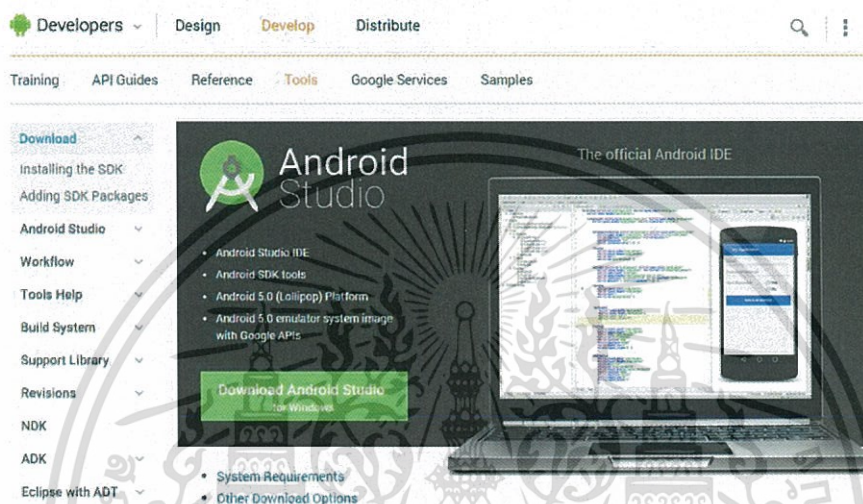 Developers
Design
Develop
Distribute
Training
API Guides
Reference
Tools
Google Services
Samples
Download
Installing the SDK
Adding SDK Packages
Android Studio
Workflow
Tools Help
Build System
Support Library
Revisions
NDK
ADK
Eclipse with ADT
Android
Studio
The official Android IDE
• Android Studio IDE
• Android SDK tools
• Android 5.0 (Lollipop) Platform
• Android 5.0 emulator system image
with Google APIs
Download Android Studio
for Windows
• System Requirements
• Other Download Options